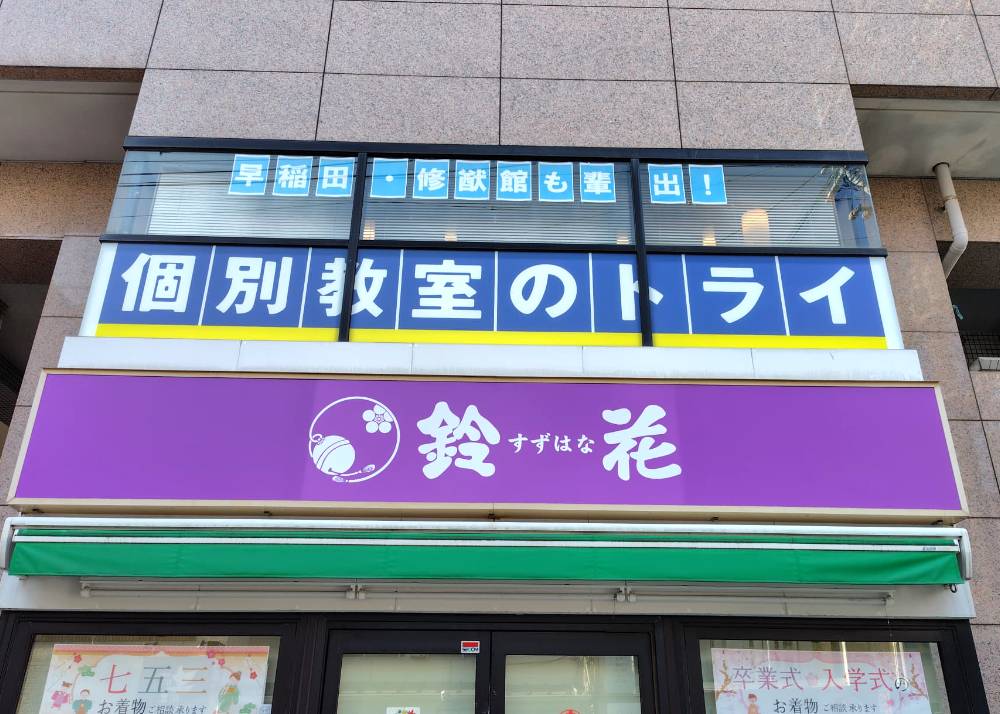 早稲田・修猷館も輩出!
個別教室のトライ
鈴すずはな花
七五三
お着物ご相談承ります
卒業式・入学式の
お着物ご相談承ります